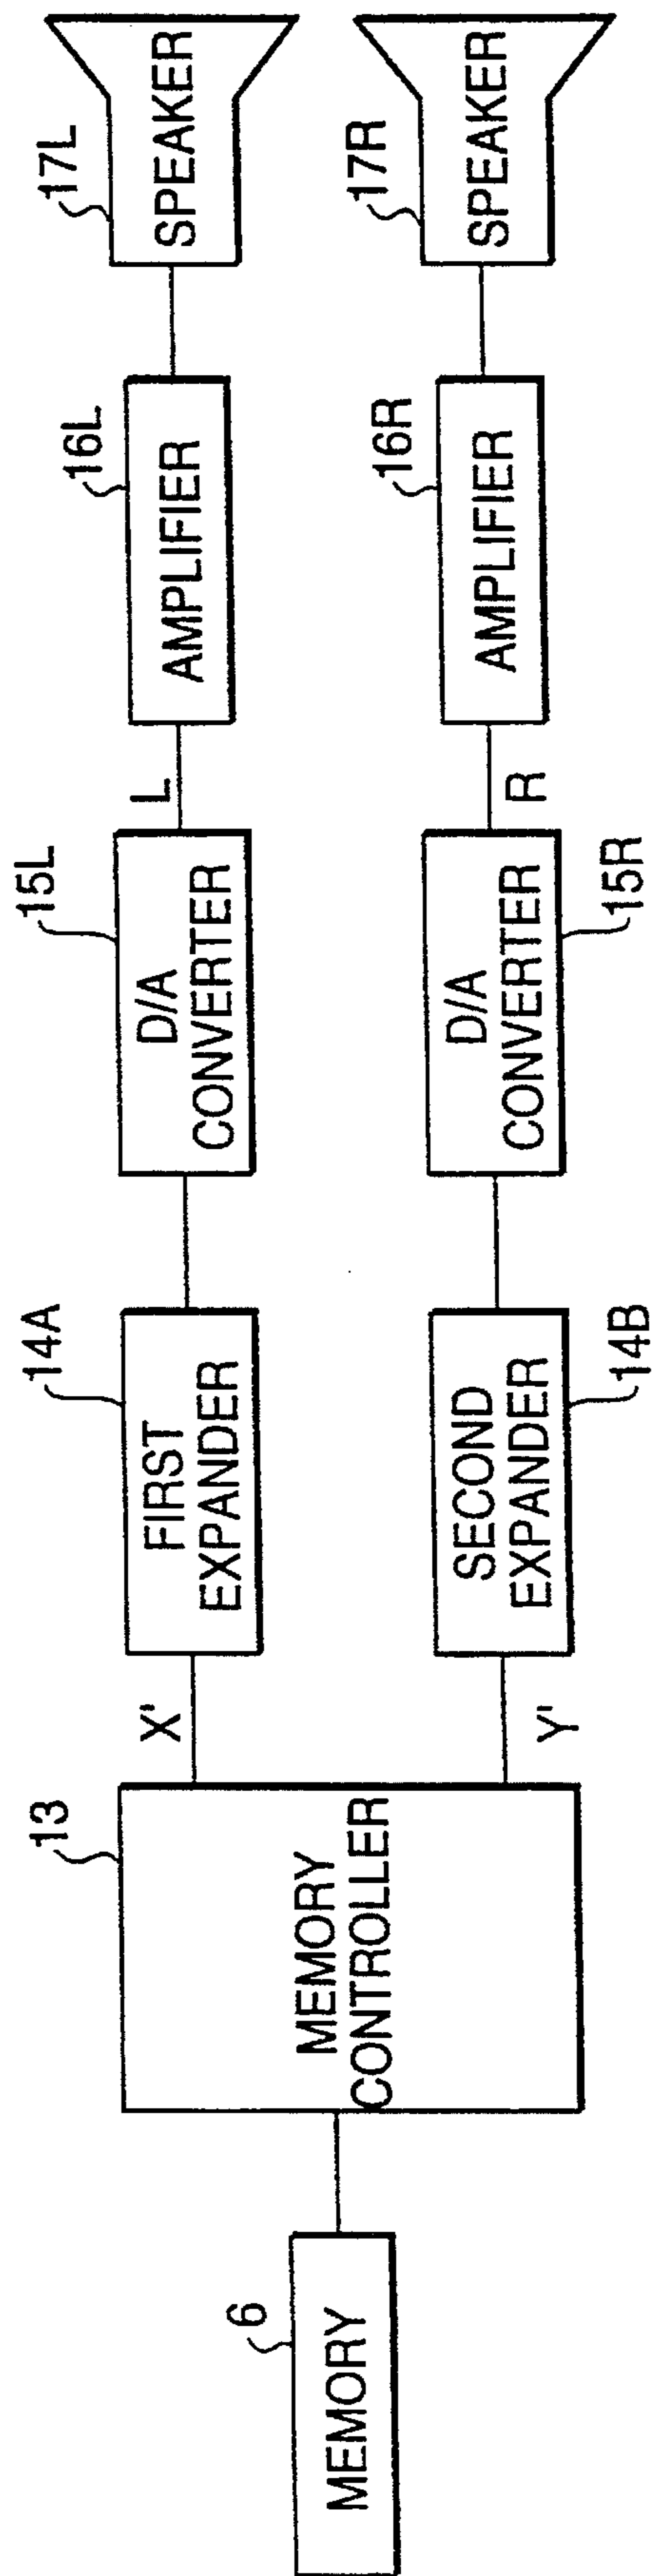 6
MEMORY
13
MEMORY
CONTROLLER
X'
Y'
14A
FIRST
EXPANDER
SECOND
EXPANDER
14B
15L
D/A
CONVERTER
D/A
CONVERTER
15R
L
R
16L
AMPLIFIER
16R
AMPLIFIER
17L
SPEAKER
17R
SPEAKER